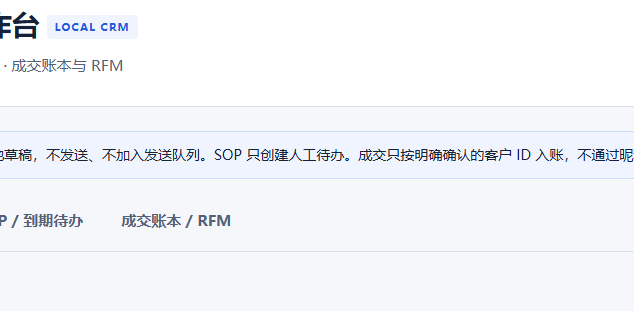 作台 LOCAL CRM
· 成交账本与 RFM
地草稿，不发送、不加入发送队列。SOP 只创建人工待办。成交只按明确确认的客户 ID 入账，不通过昵
P / 到期待办 成交账本 / RFM